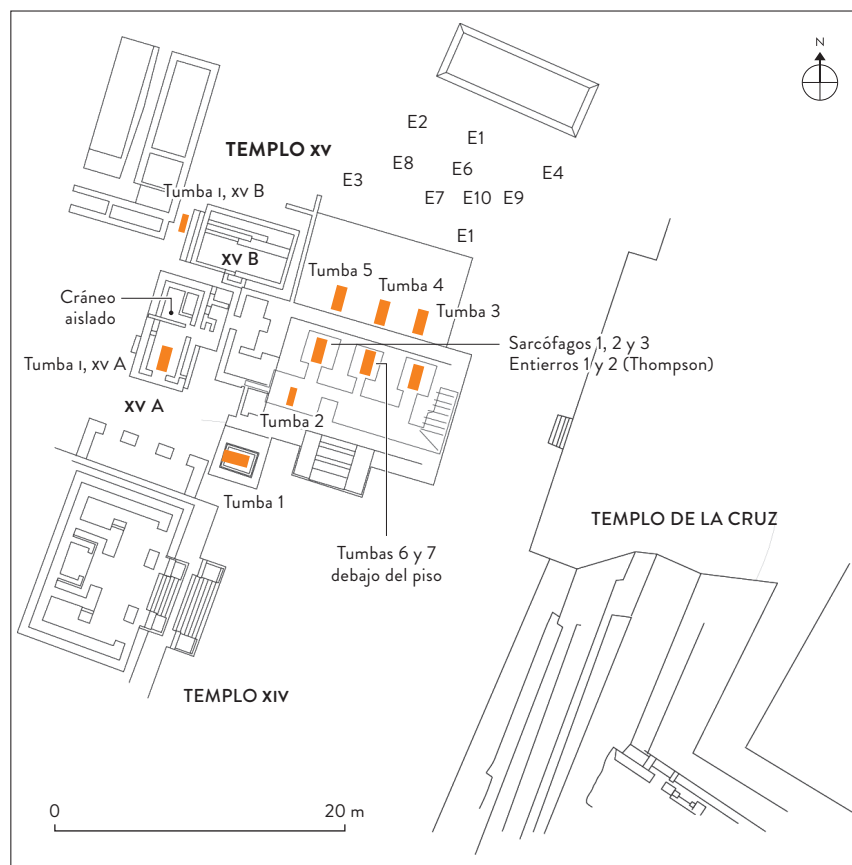 N
E2
E1
TEMPLO XV
E8
E6
E4
E3
Tumba I, XV B
E7
E10
E9
E1
XV B
Tumba 5
Tumba 4
Tumba 3
Cráneo
aislado
Sarcófagos 1, 2 y 3
Entierros 1 y 2 (Thompson)
Tumba I, XV A
XV A
Tumba 2
Tumba 1
TEMPLO DE LA CRUZ
Tumbas 6 y 7
debajo del piso
TEMPLO XIV
0
20 m